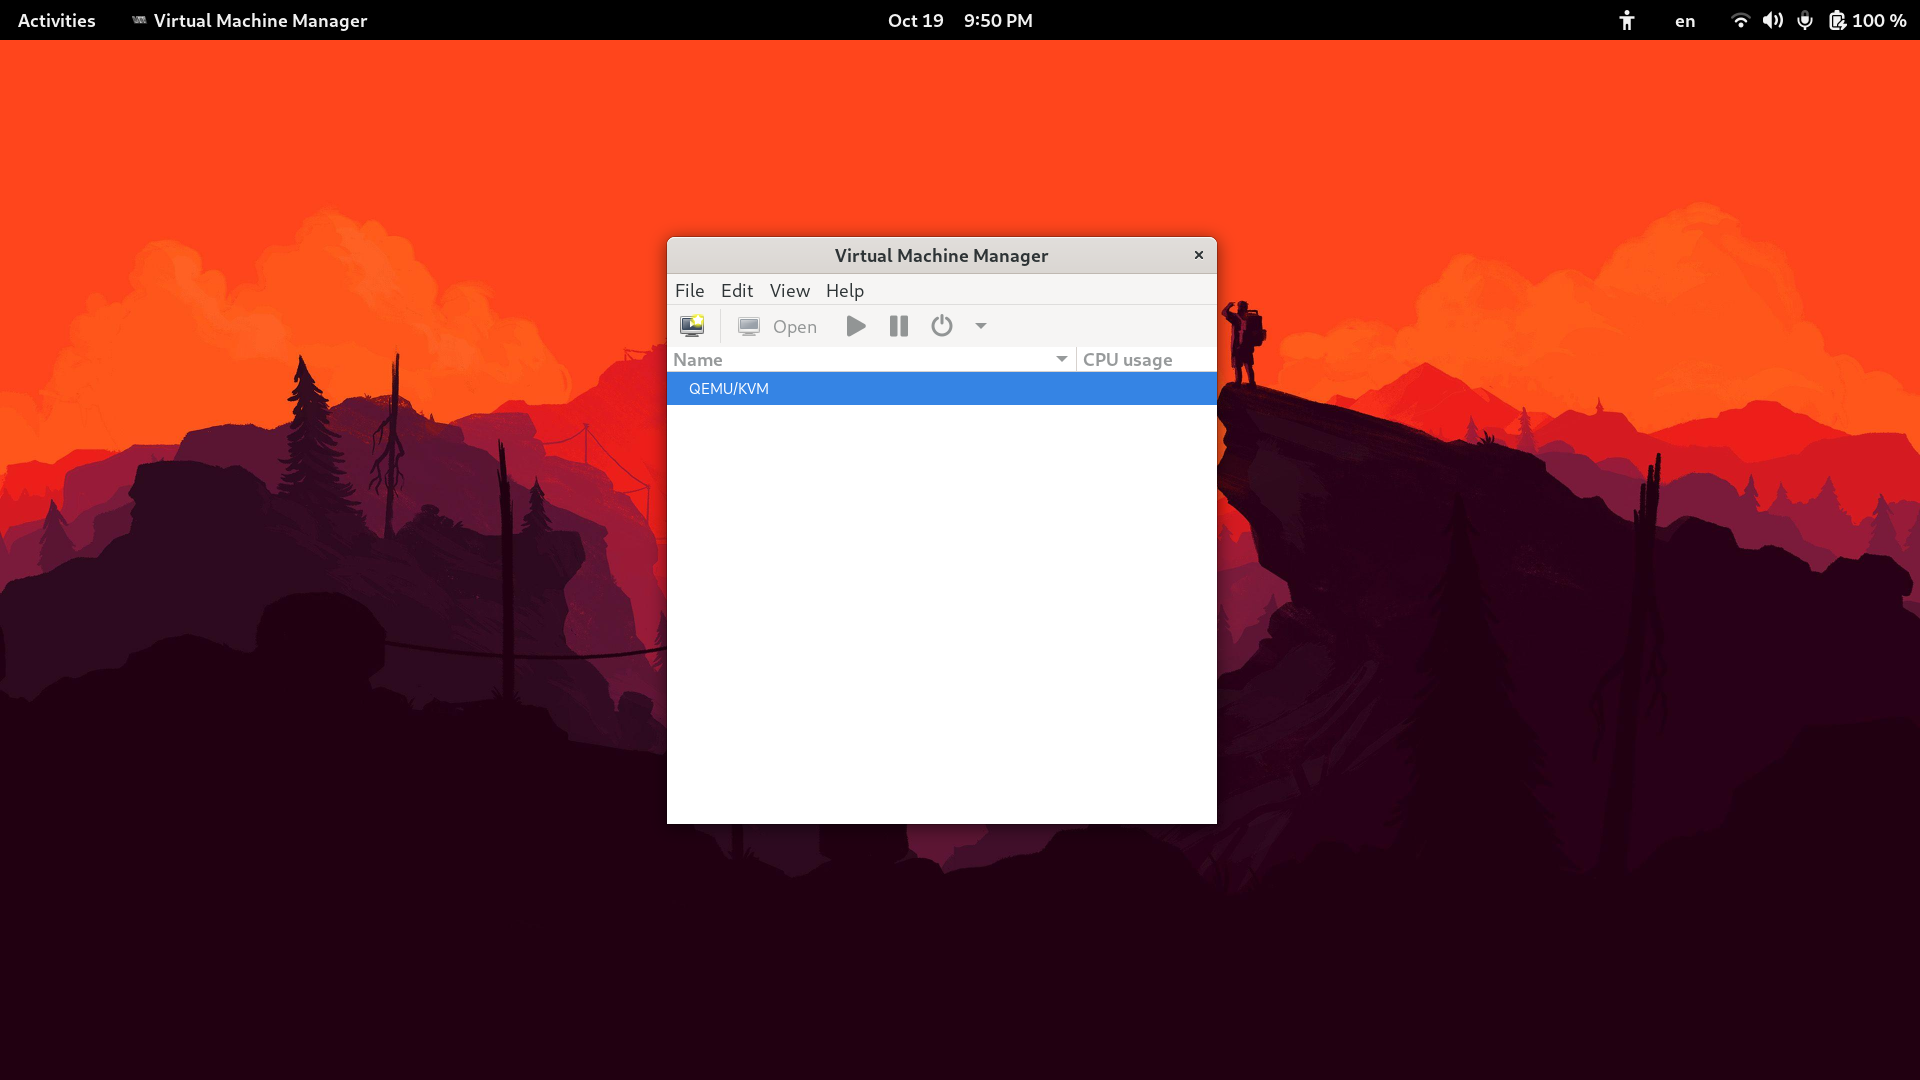 Activities Virtual Machine Manager Oct 19 9:50 PM en 100 %
Virtual Machine Manager
File Edit View Help
Open
Name CPU usage
QEMU/KVM